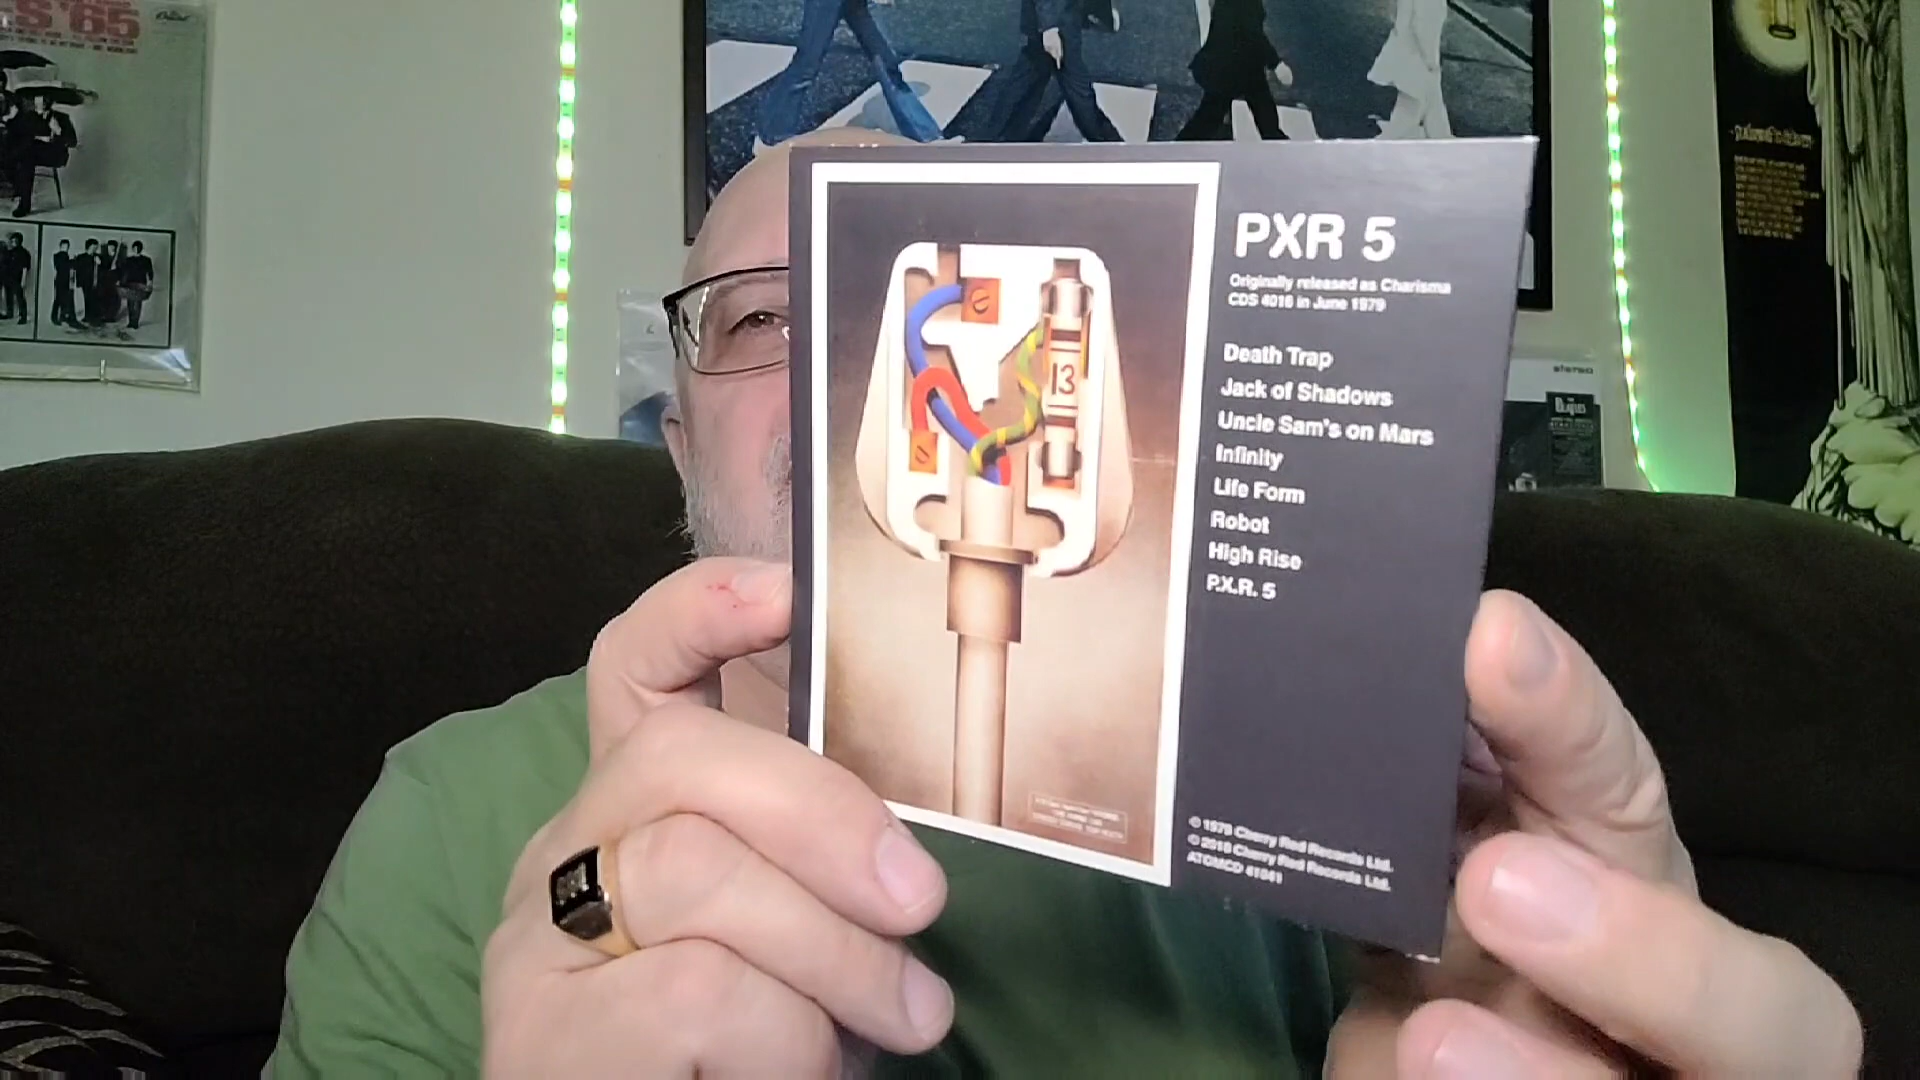 S '65
PXR 5
Originally released as Charisma
CDS 4016 in June 1979
Death Trap
Jack of Shadows
Uncle Sam's on Mars
Infinity
Life Form
Robot
High Rise
P.X.R. 5
13
© 1979 Cherry Red Records Ltd.
© 2018 Cherry Red Records Ltd.
stereo